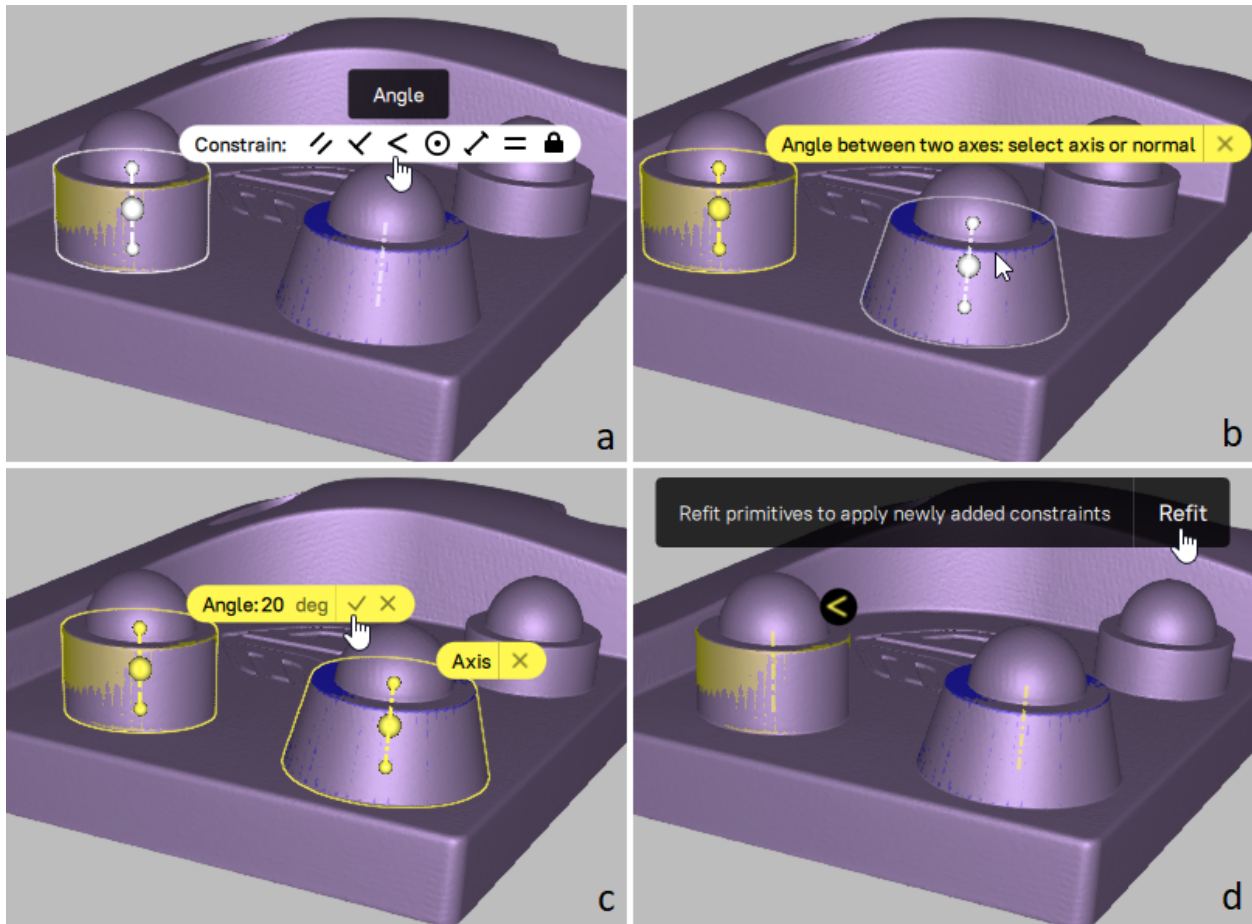 Angle
Constrain:
a
Angle between two axes: select axis or normal
b
Angle: 20 deg
Axis
c
Refit primitives to apply newly added constraints Refit
d